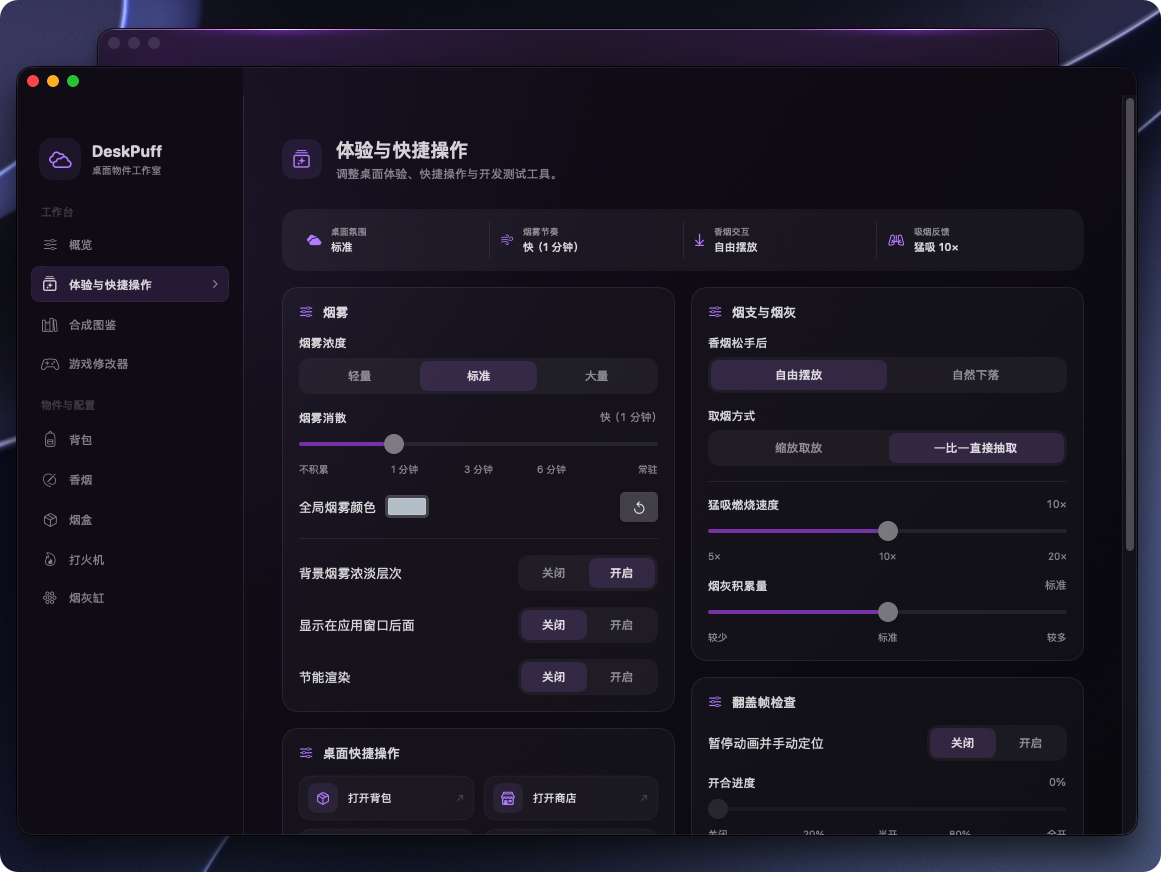 DeskPuff
桌面物件工作室
工作台
概览
体验与快捷操作
合成图鉴
游戏修改器
物件与配置
背包
香烟
烟盒
打火机
烟灰缸
体验与快捷操作
调整桌面体验、快捷操作与开发测试工具。
桌面氛围
标准
烟雾节奏
快（1 分钟）
香烟交互
自由摆放
吸烟反馈
猛吸 10×
烟雾
烟雾浓度
轻量 标准 大量
烟雾消散 快（1 分钟）
不积累 1 分钟 3 分钟 6 分钟 常驻
全局烟雾颜色
背景烟雾浓淡层次 关闭 开启
显示在应用窗口后面 关闭 开启
节能渲染 关闭 开启
桌面快捷操作
打开背包 打开商店
烟支与烟灰
香烟松手后
自由摆放 自然下落
取烟方式
缩放取放 一比一直接抽取
猛吸燃烧速度 10×
5× 10× 20×
烟灰积累量 标准
较少 标准 较多
翻盖帧检查
暂停动画并手动定位 关闭 开启
开合进度 0%
关闭 20% 半开 80% 全开